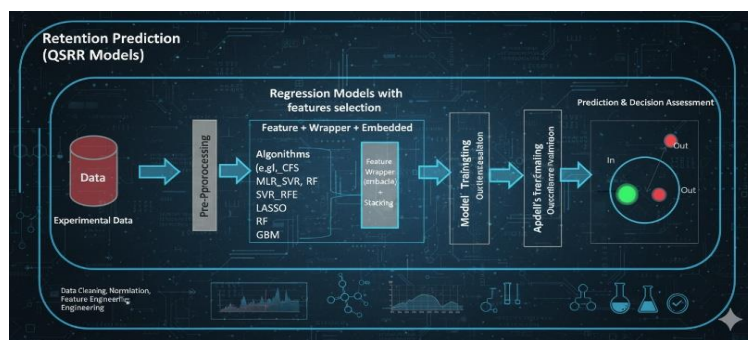 Retention Prediction
(QSRR Models)
Regression Models with
features selection
Prediction & Decision Assessment
Feature + Wrapper + Embedded
Data
Experimental Data
Pre-Pporocessing
Algorithms
(e.gl._CFS
MLR_SVR, RF
SVR_RFE
LASSO
RF
GBM
Feature
Wrapper
+
Stacking
Model
In
Out
Out
Data Cleaning, Normlation,
Feature Engineerfic,
Engineering